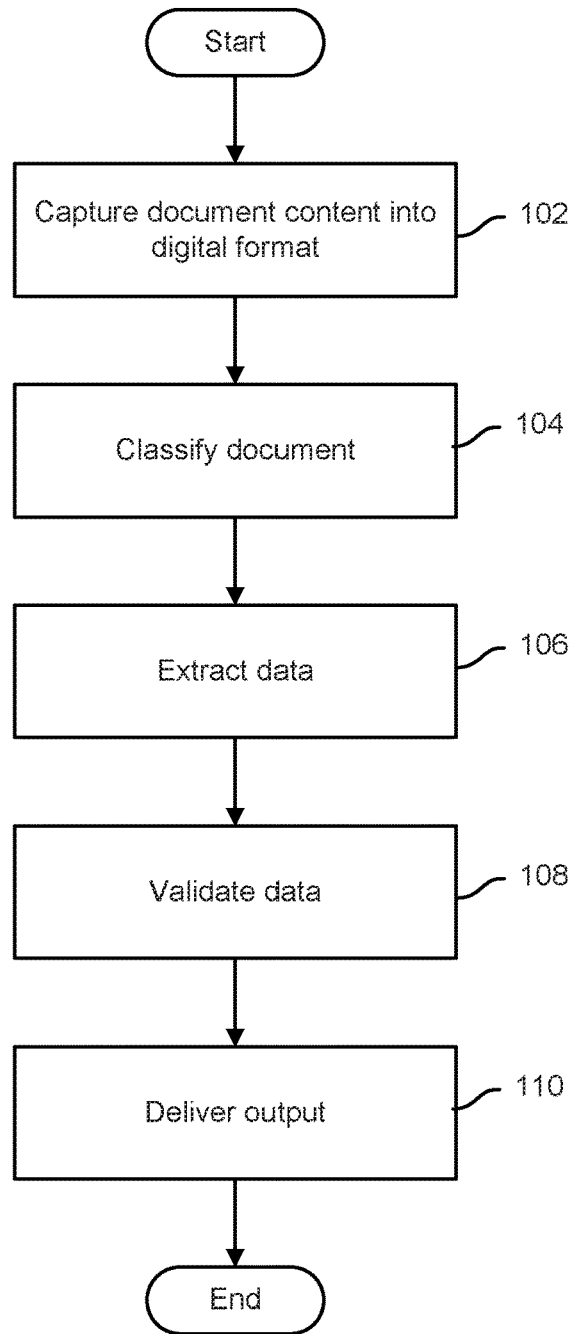 Start
Capture document content into
digital format
102
Classify document
104
Extract data
106
Validate data
108
Deliver output
110
End